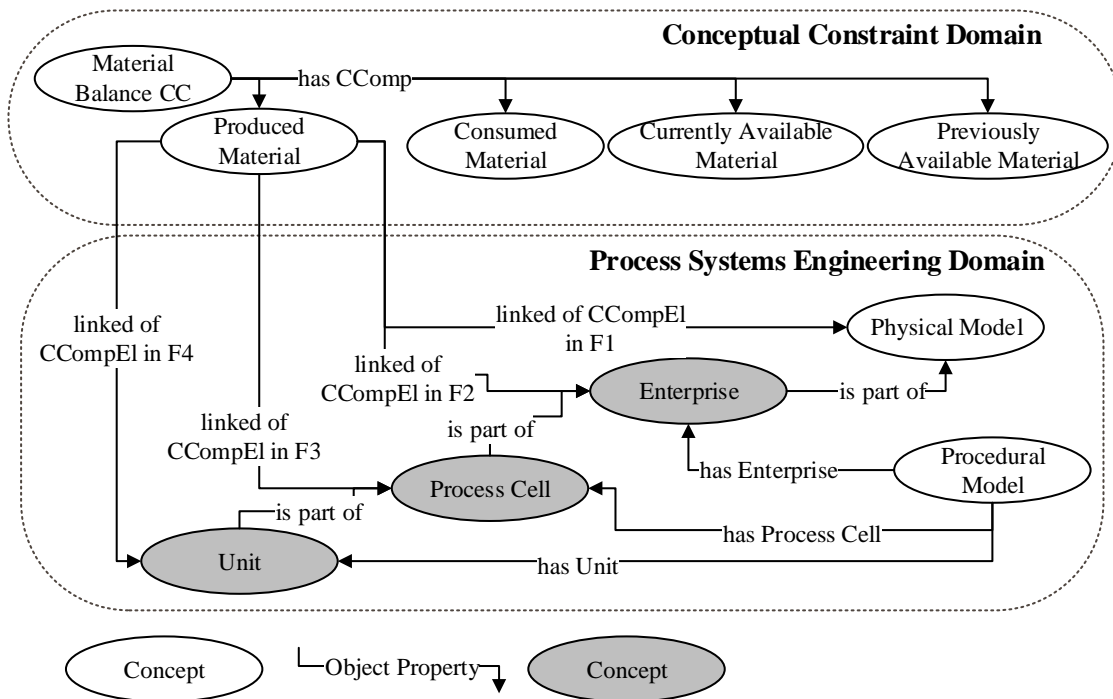 Conceptual Constraint Domain
Material
Balance CC
has CComp
Produced
Material
Consumed
Material
Currently Available
Material
Previously
Available Material
Process Systems Engineering Domain
linked of
CCompEl in F4
linked of CCompEl
in F1
Physical Model
linked of
CCompEl in F2
Enterprise
is part of
linked of
CCompEl in F3
is part of
has Enterprise
Procedural
Model
Process Cell
is part of
has Process Cell
Unit
has Unit
Concept
Object Property
Concept